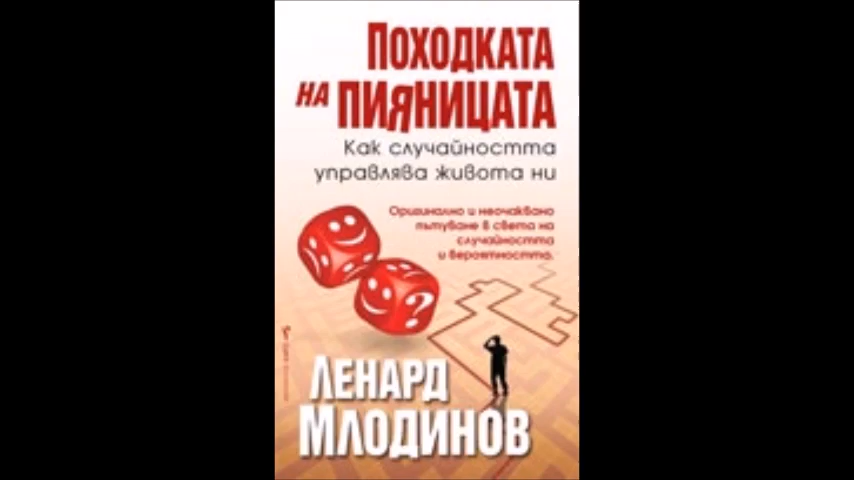 ПОХОДКАТА
НА ПИЯНИЦАТА
Как случайността
управлява живота ни
Оригинално и неочаквано
пътуване в света на
случайността
и вероятността.
?
ЛЕНАРД
МЛОДИНОВ